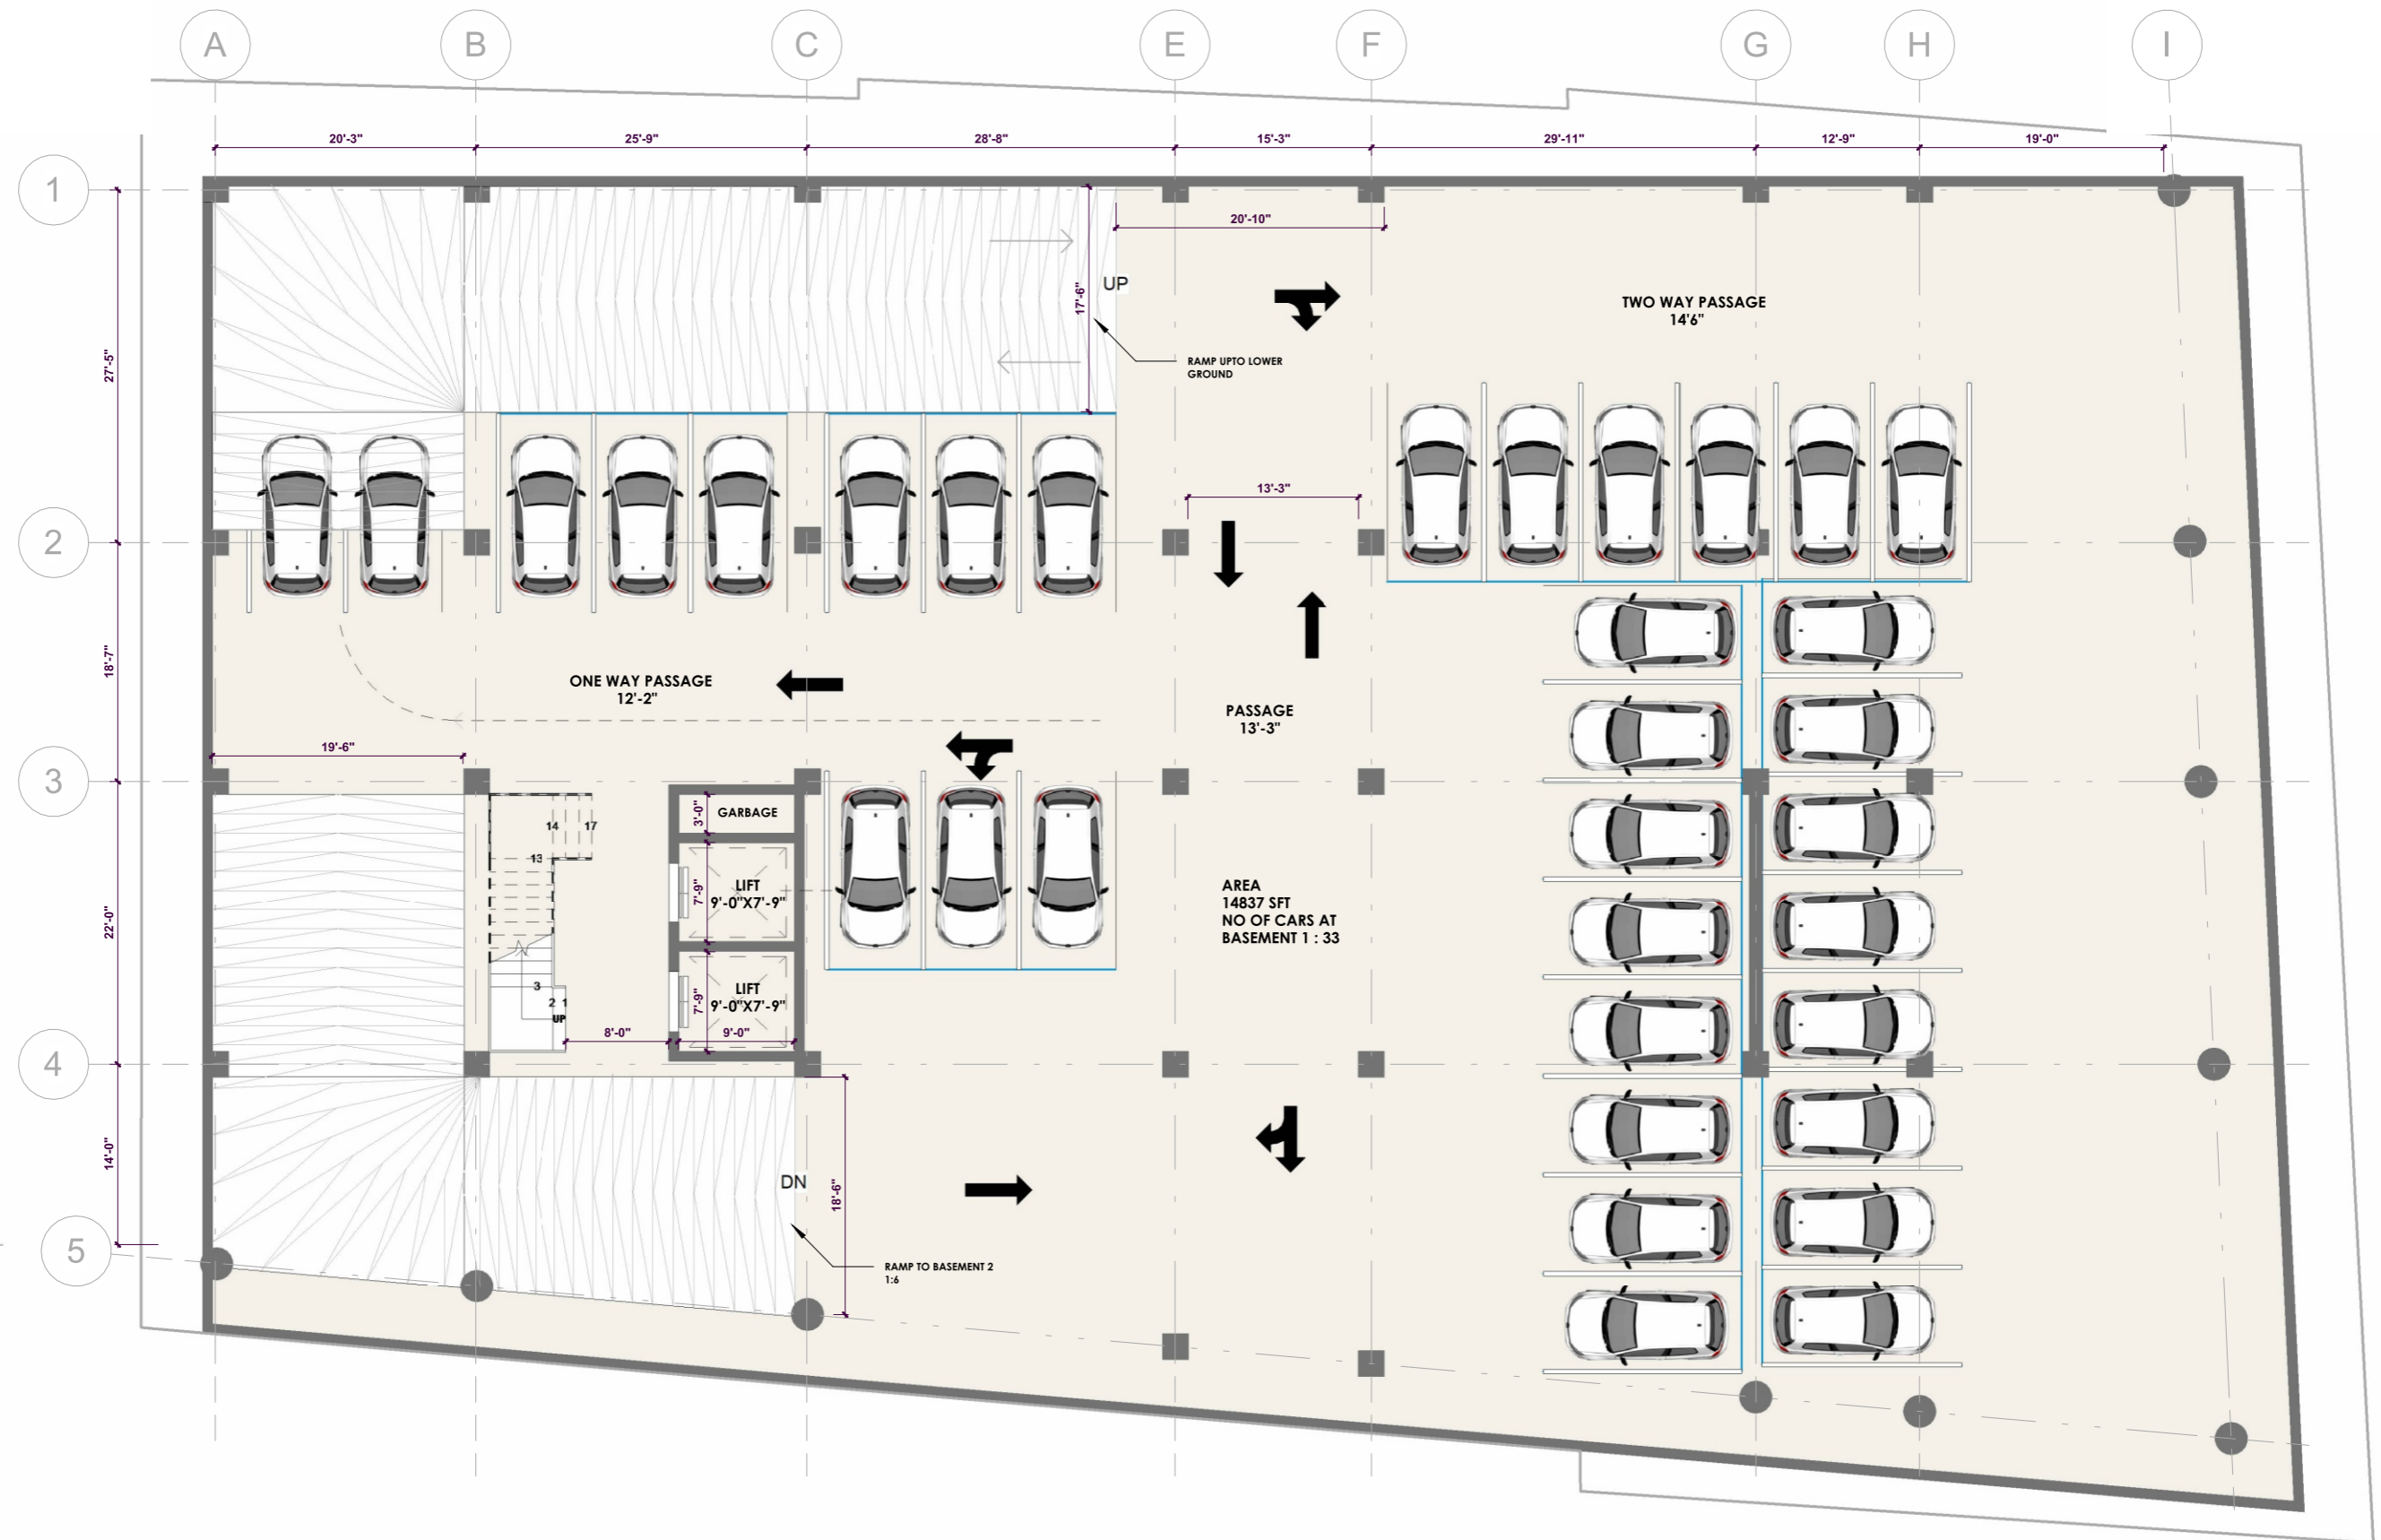 A
B
C
E
F
G
H
I
20'-3"
25'-9"
28'-8"
15'-3"
29'-11"
12'-9"
19'-0"
1
20'-10"
17'-6"
UP
TWO WAY PASSAGE
14'6"
RAMP UPTO LOWER
GROUND
27'-5"
13'-3"
2
18'-7"
ONE WAY PASSAGE
12'-2"
PASSAGE
13'-3"
19'-6"
3
3'-0"
GARBAGE
14
17
13
7'-9"
LIFT
9'-0"X7'-9"
AREA
14837 SFT
NO OF CARS AT
BASEMENT 1 : 33
22'-0"
3
2
1
UP
7'-9"
LIFT
9'-0"X7'-9"
8'-0"
9'-0"
4
14'-0"
DN
18'-6"
5
RAMP TO BASEMENT 2
1:6